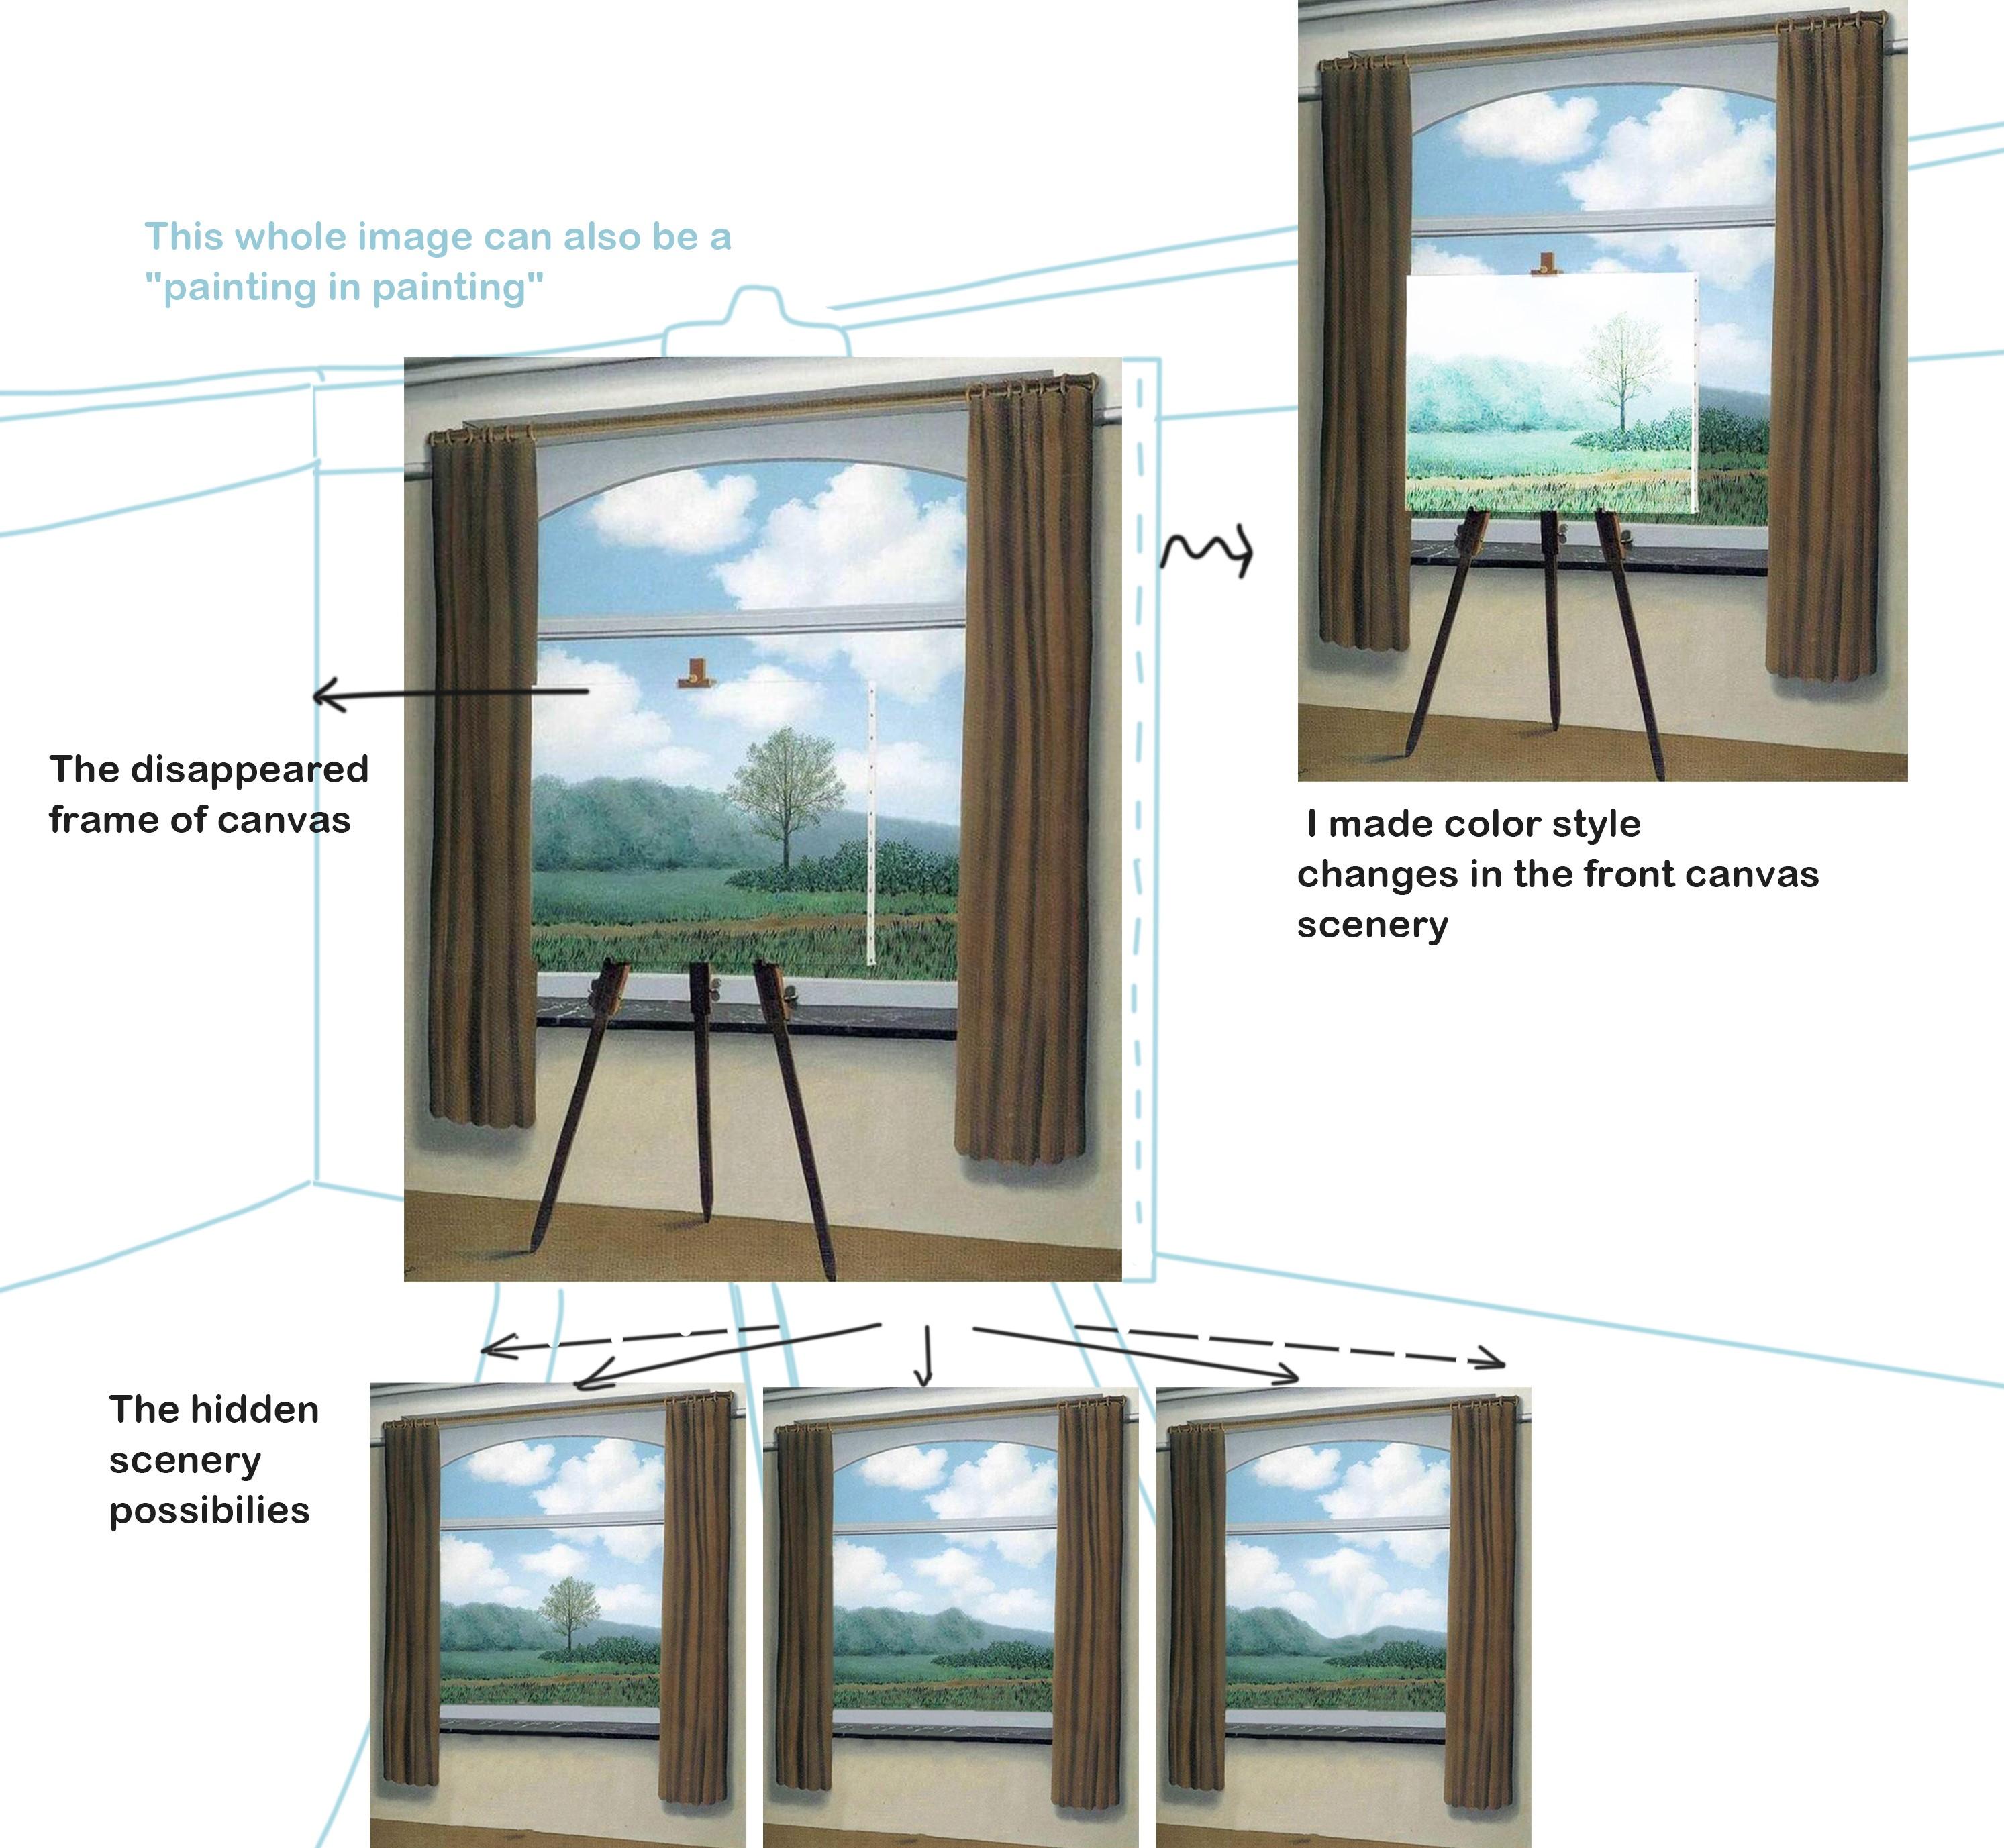 This whole image can also be a
"painting in painting"
The disappeared
frame of canvas
I made color style
changes in the front canvas
scenery
The hidden
scenery
possibilies